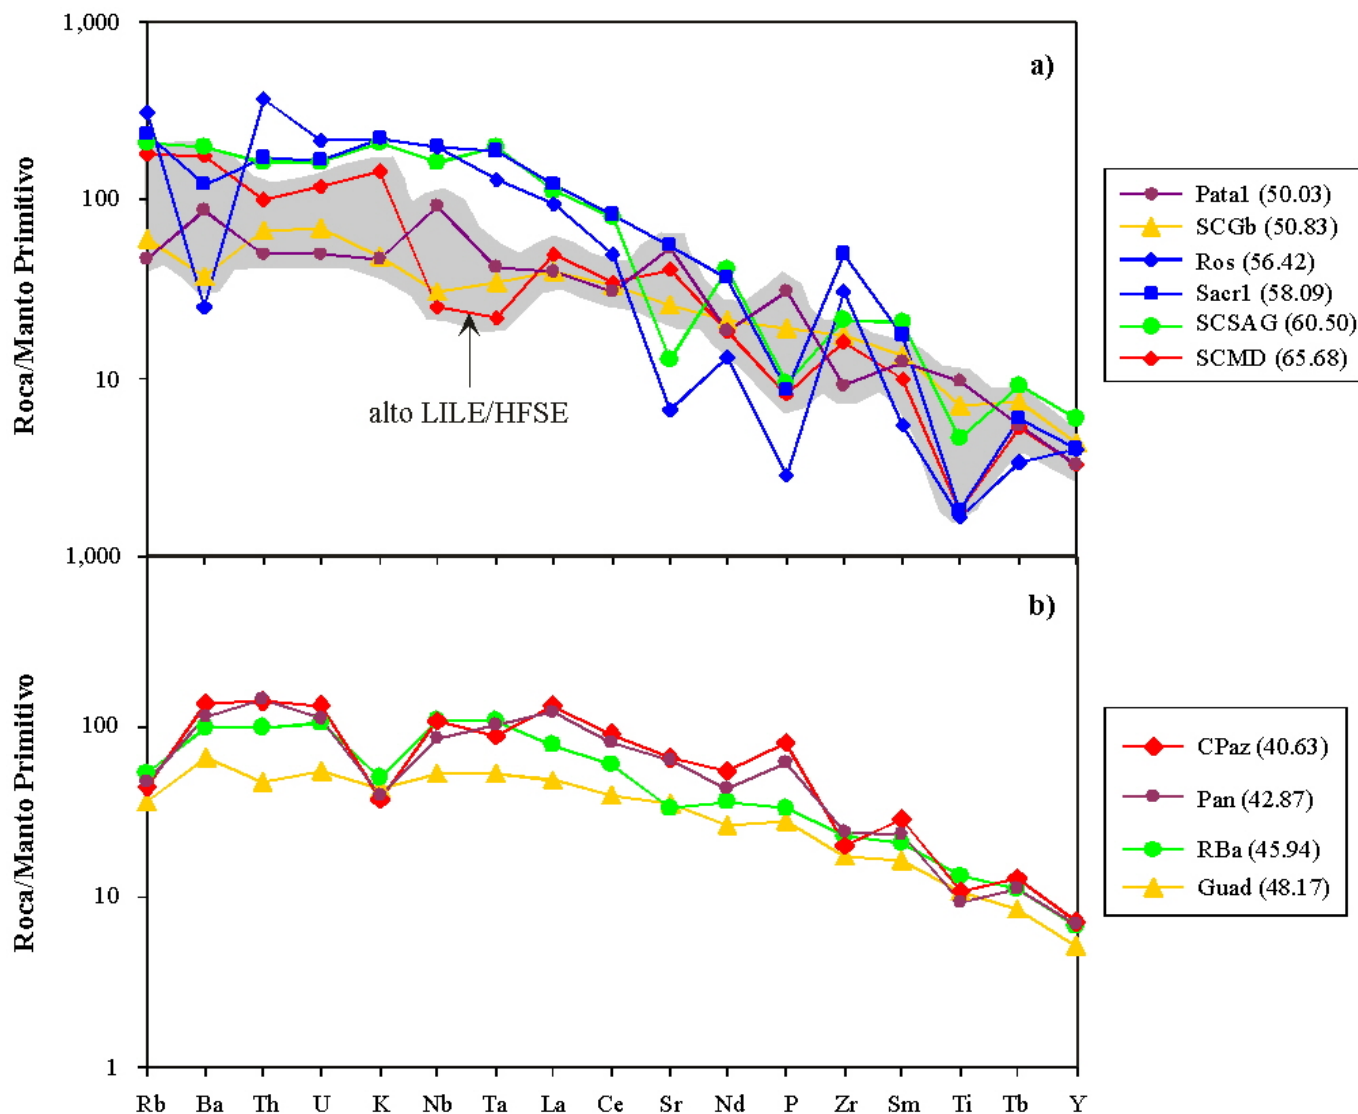 1,000
a)
100
10
Roca/Manto Primitivo
alto LILE/HFSE
Pata1 (50.03)
SCGb (50.83)
Ros (56.42)
Sacr1 (58.09)
SCSAG (60.50)
SCMD (65.68)
1,000
b)
100
10
1
Roca/Manto Primitivo
CPaz (40.63)
Pan (42.87)
RBa (45.94)
Guad (48.17)
Rb Ba Th U K Nb Ta La Ce Sr Nd P Zr Sm Ti Tb Y